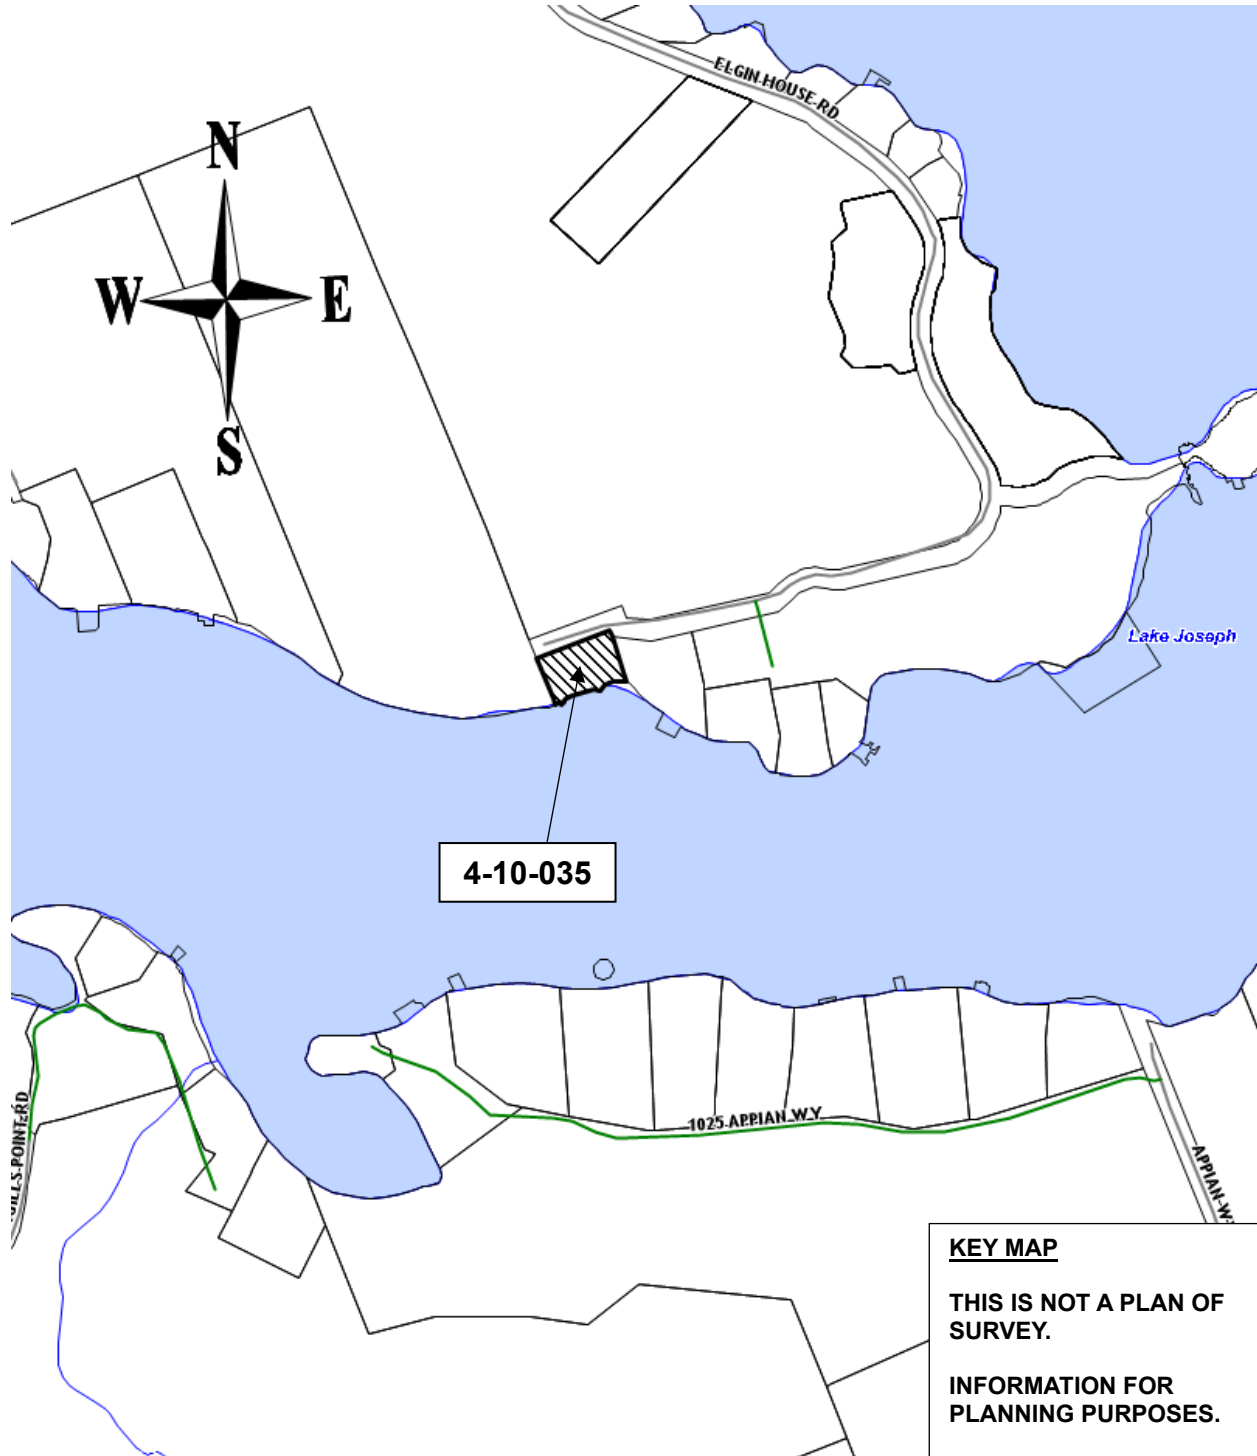 ELGIN HOUSE RD
N
W
E
S
Lake Joseph
4-10-035
1025 APPIAN WY
APPIAN W
KEY MAP
THIS IS NOT A PLAN OF
SURVEY.
INFORMATION FOR
PLANNING PURPOSES.